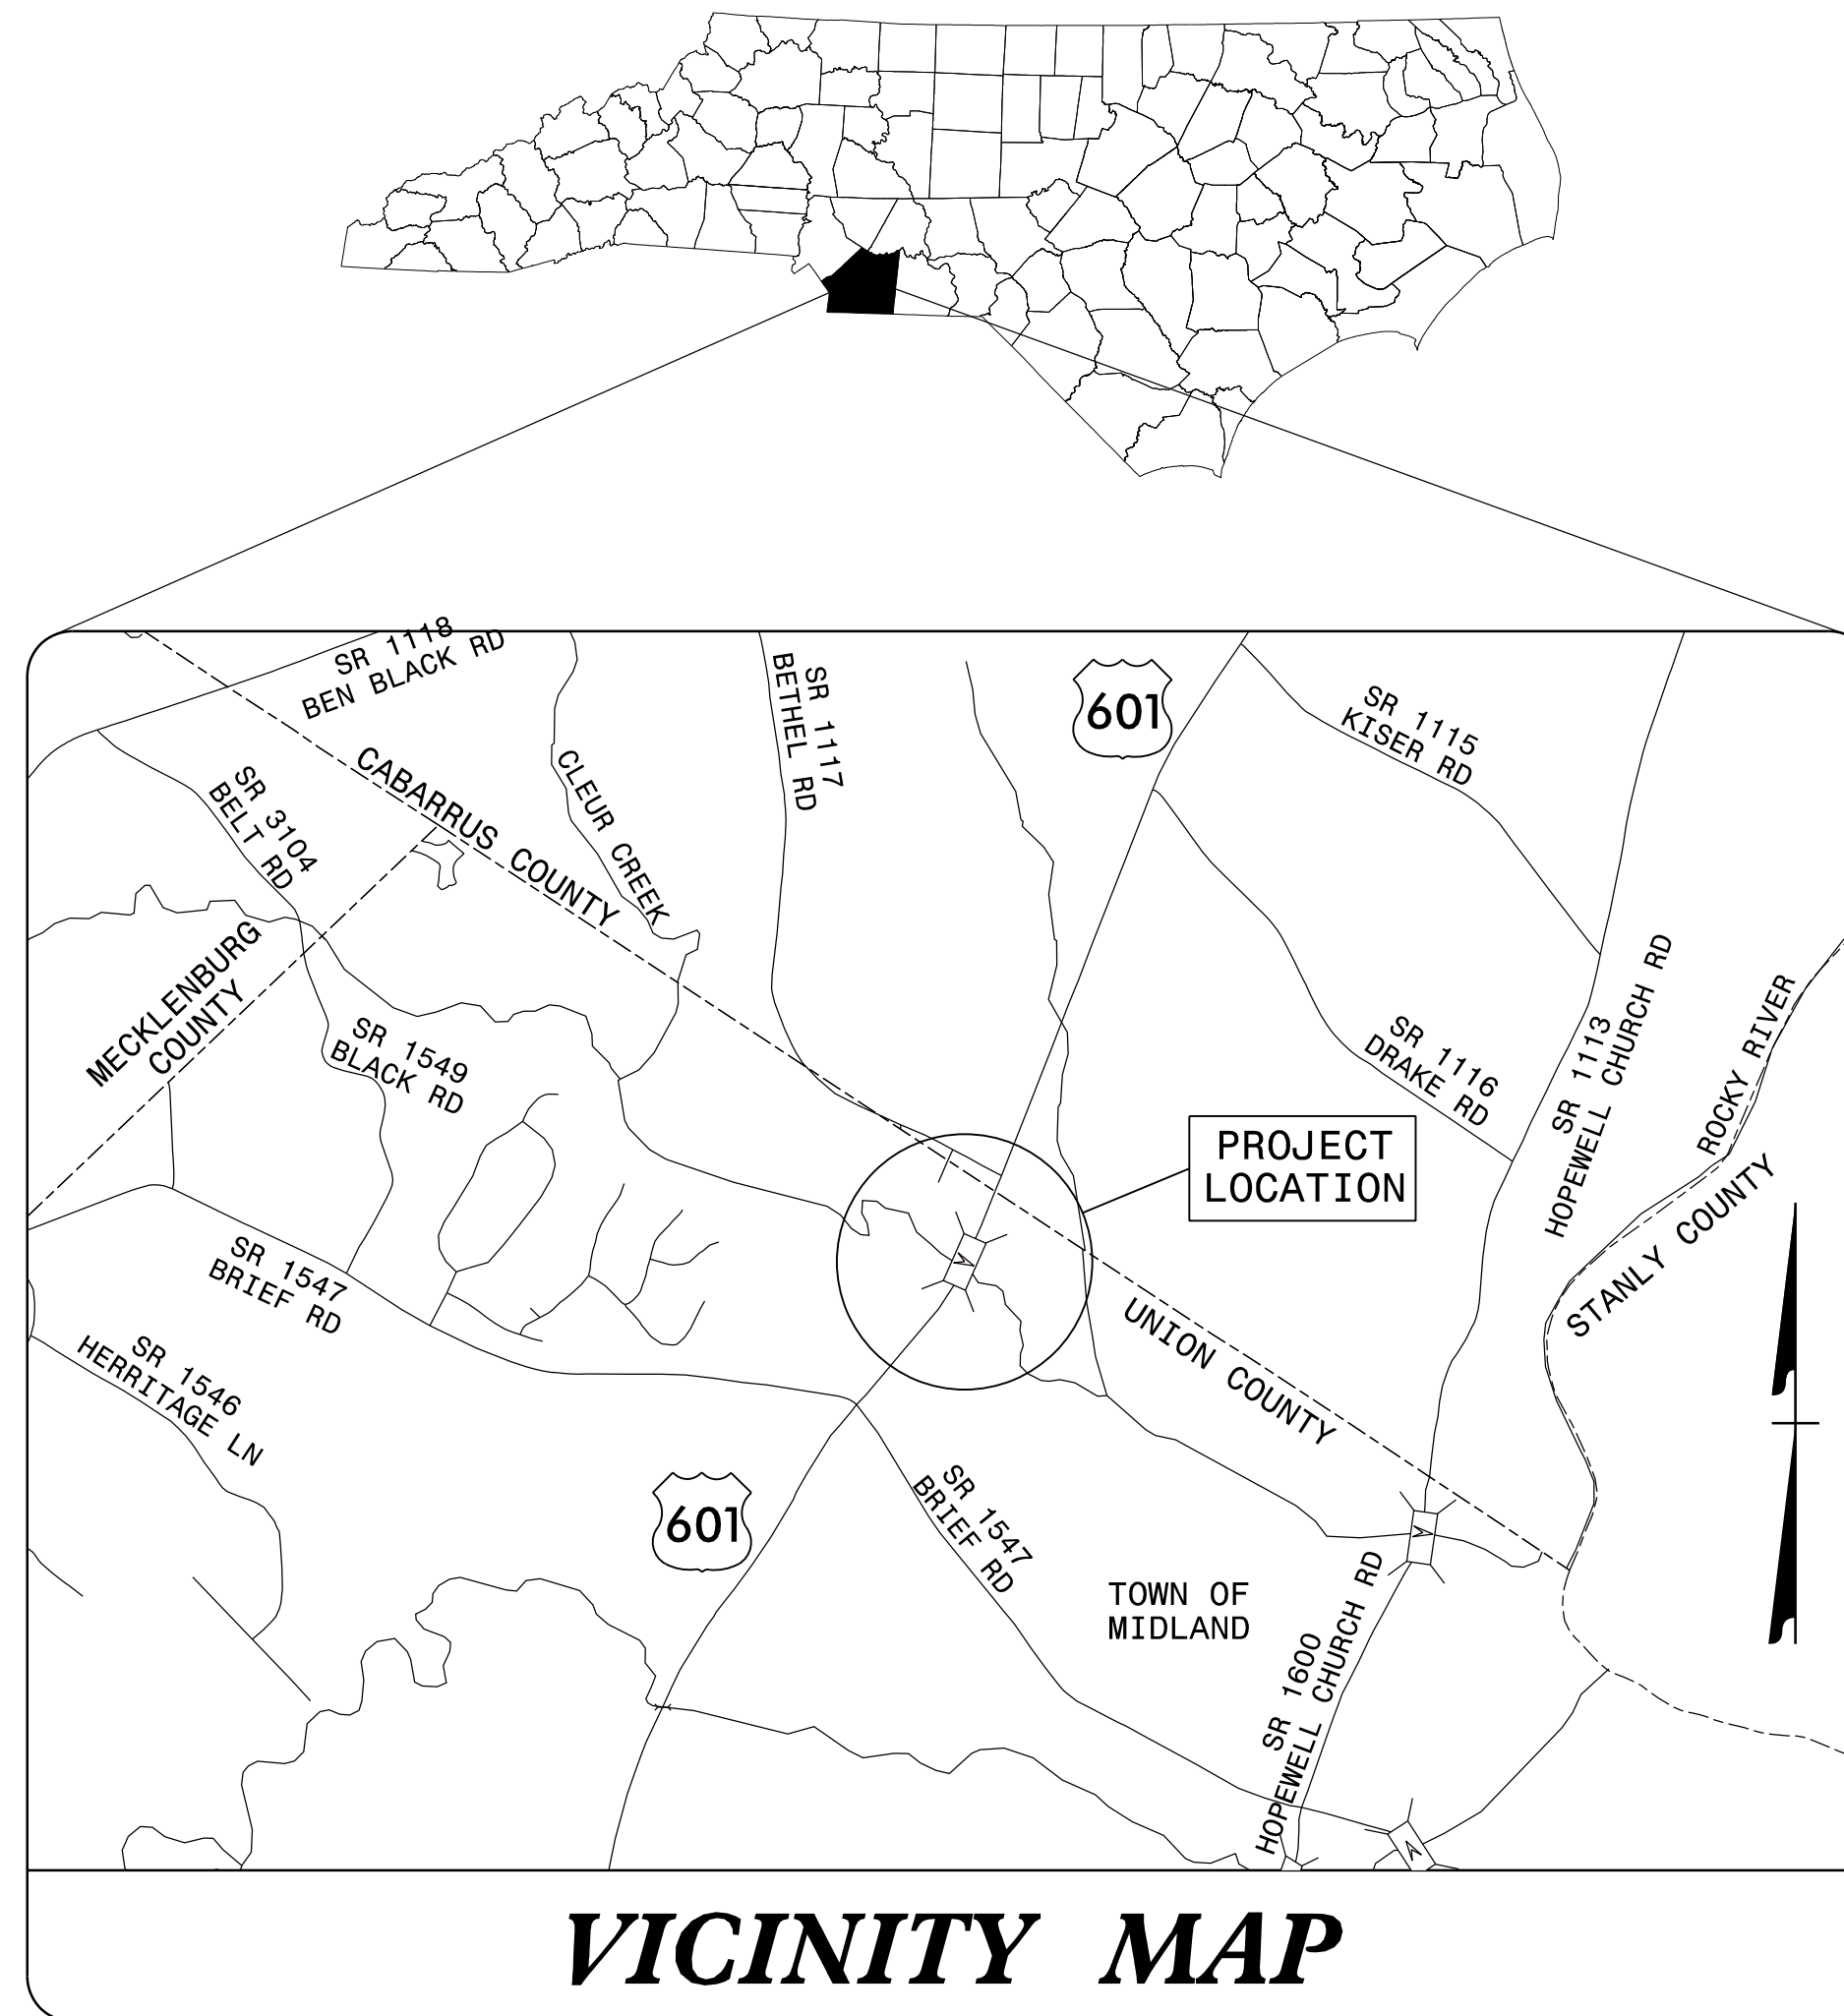 SR 1118
BEN BLACK RD
SR 1117
BETHEL RD
601
SR 1115
KISER RD
CABARRUS COUNTY
CLEUR CREEK
SR 3104
BELT RD
MECKLENBURG
COUNTY
SR 1549
BLACK RD
SR 1116
DRAKE RD
SR 1113
HOPEWELL CHURCH RD
ROCKY RIVER
PROJECT
LOCATION
STANLY COUNTY
SR 1547
BRIEF RD
UNION COUNTY
SR 1546
HERRITAGE LN
601
SR 1547
BRIEF RD
TOWN OF
MIDLAND
SR 1600
HOPEWELL CHURCH RD
VICINITY MAP